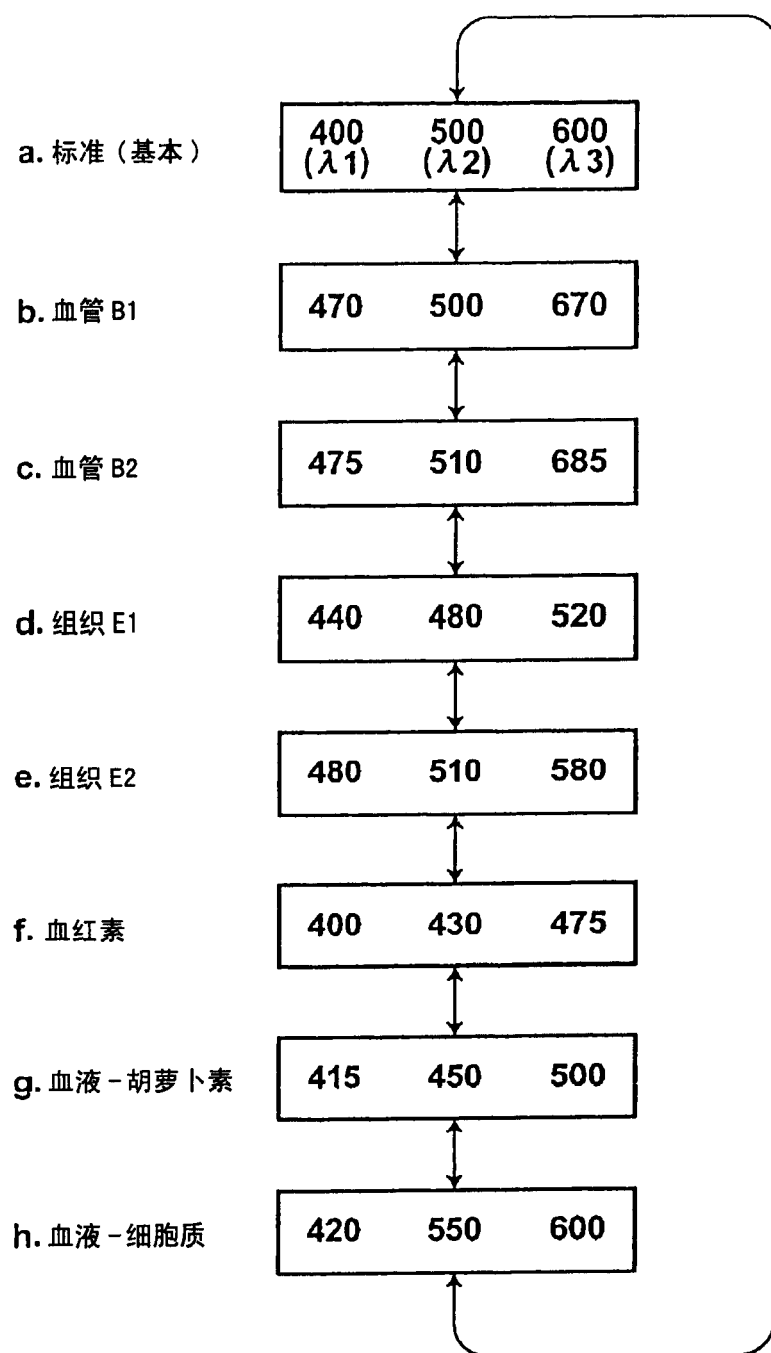 a. 标准（基本）
400 500 600
(λ1) (λ2) (λ3)
b. 血管 B1
470 500 670
c. 血管 B2
475 510 685
d. 组织 E1
440 480 520
e. 组织 E2
480 510 580
f. 血红素
400 430 475
g. 血液-胡萝卜素
415 450 500
h. 血液-细胞质
420 550 600